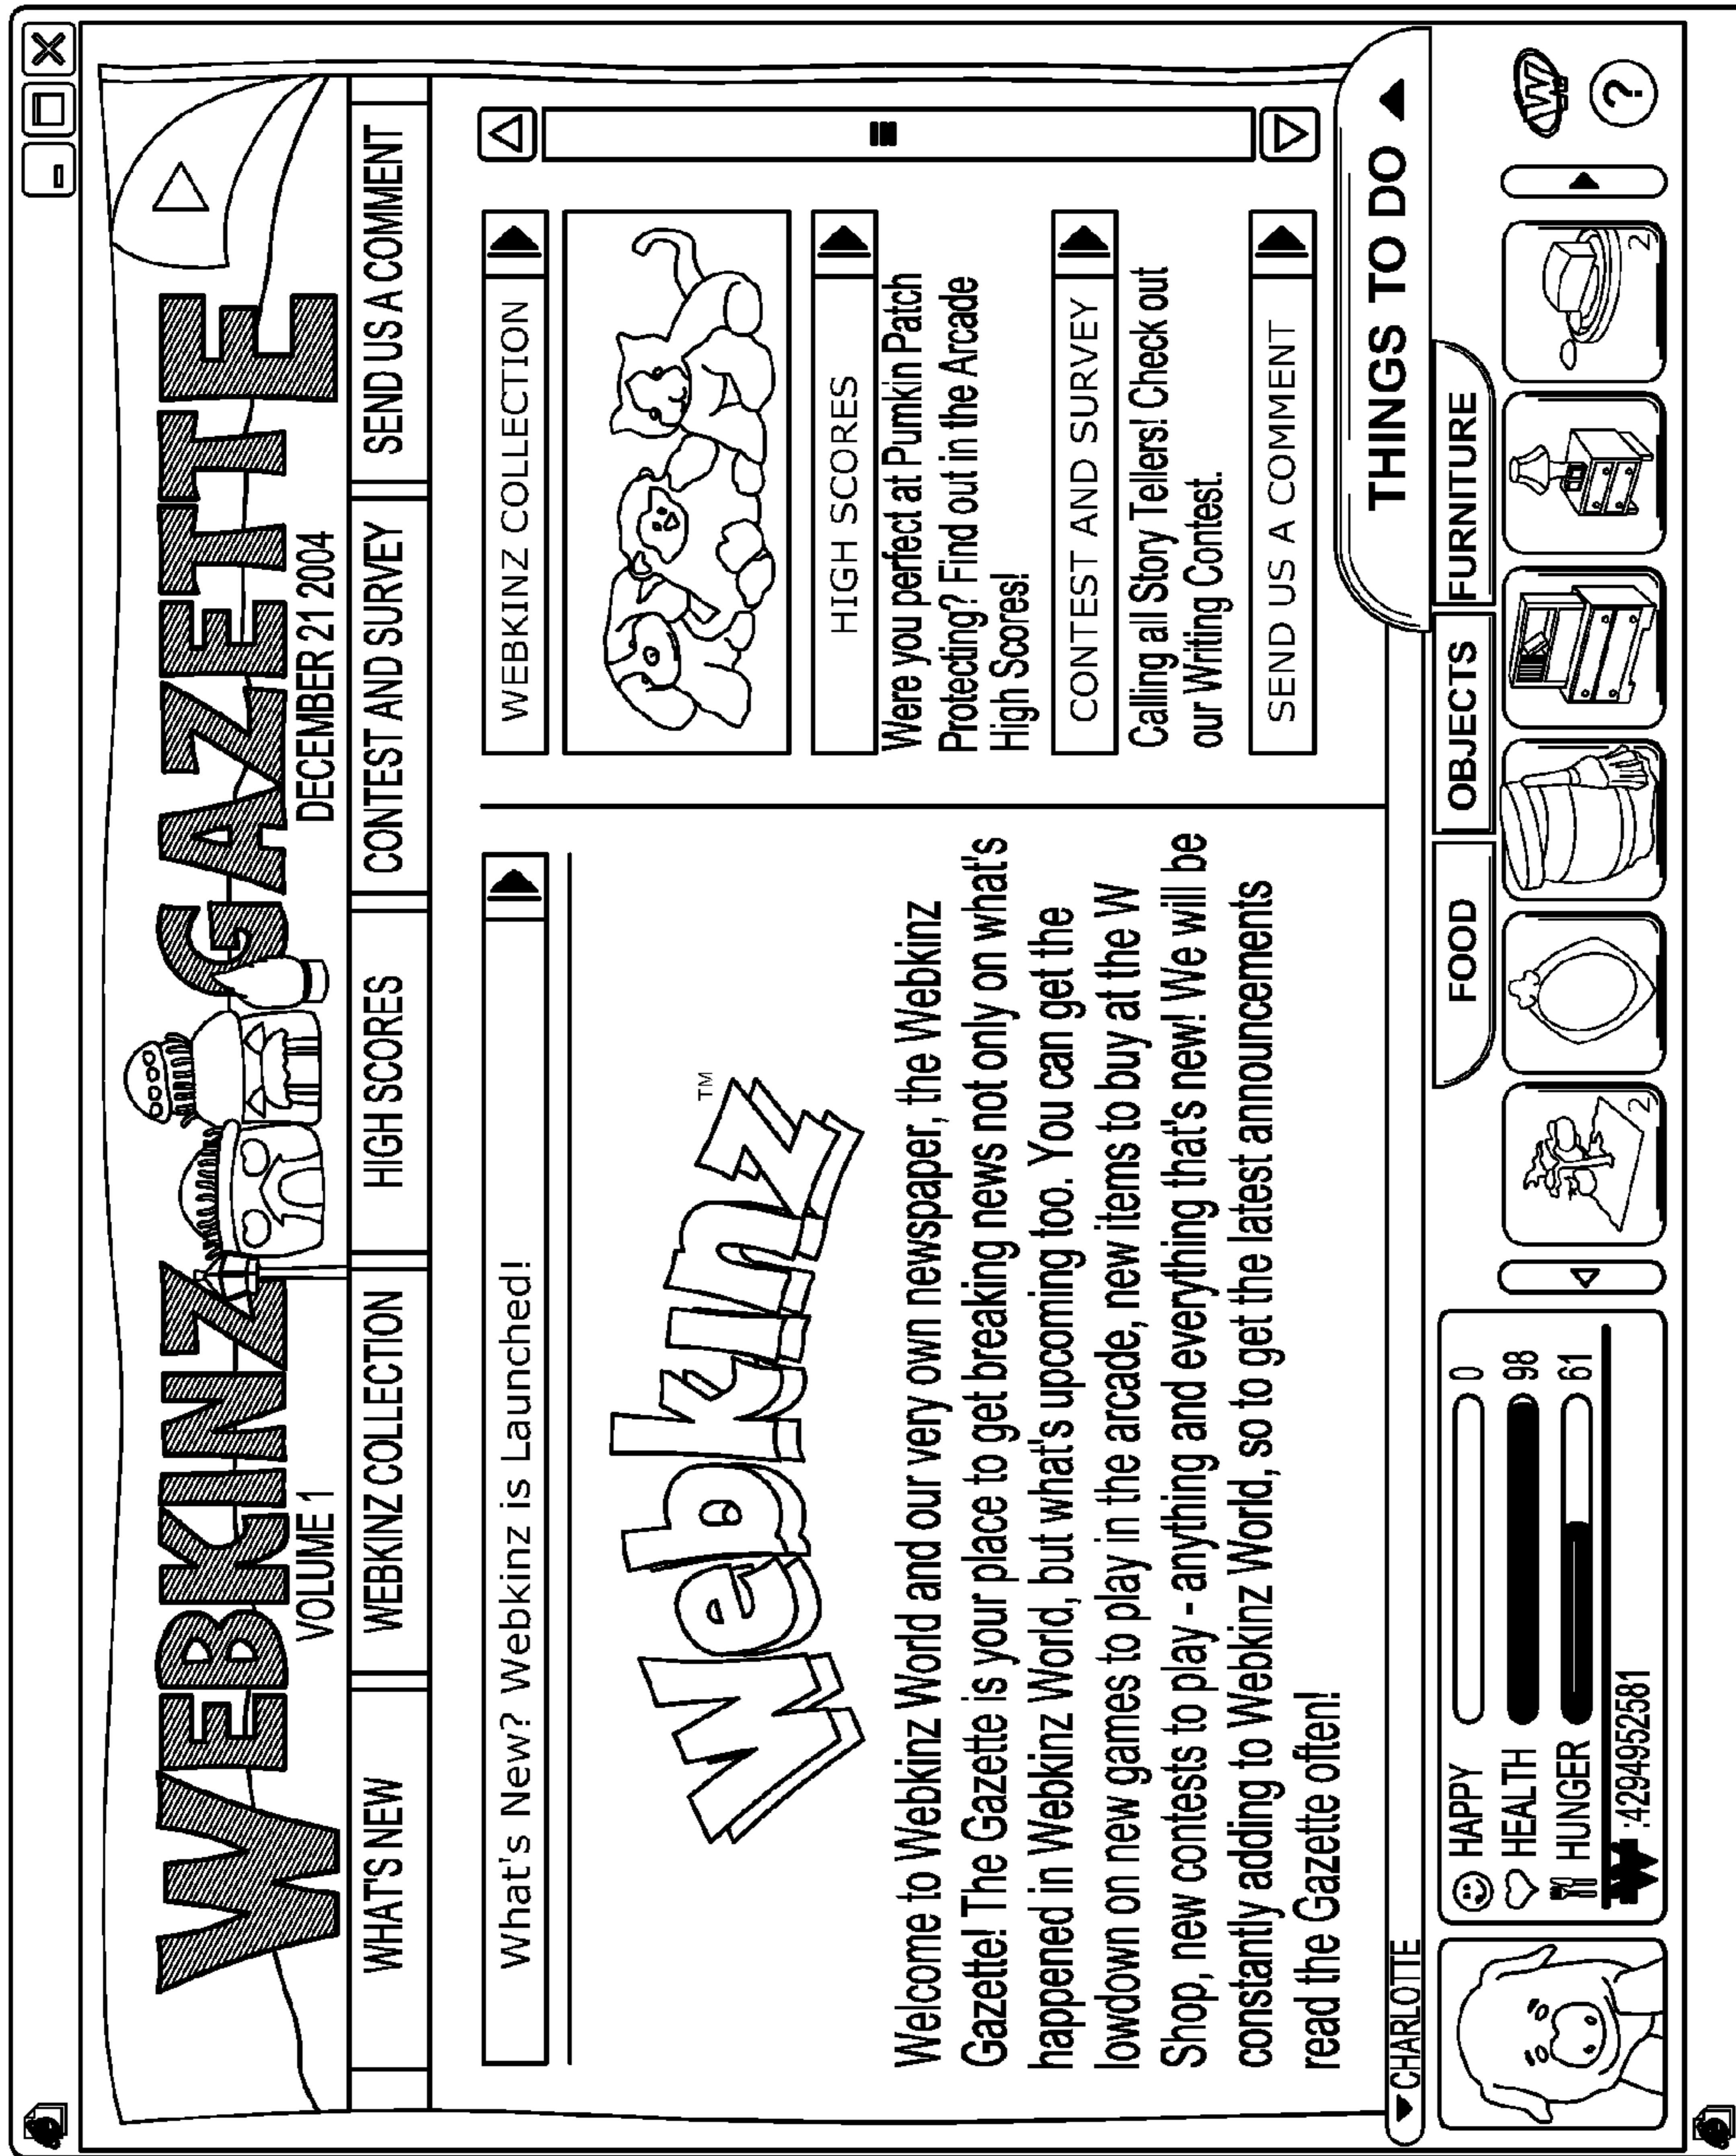 WEBKINZ GAZETTE
VOLUME 1
DECEMBER 21 2004
WHAT'S NEW
WEBKINZ COLLECTION
HIGH SCORES
CONTEST AND SURVEY
SEND US A COMMENT
What's New? Webkinz is Launched!
Webkinz™
Welcome to Webkinz World and our very own newspaper, the Webkinz
Gazette! The Gazette is your place to get breaking news not only on what's
happened in Webkinz World, but what's upcoming too. You can get the
lowdown on new games to play in the arcade, new items to buy at the W
Shop, new contests to play - anything and everything that's new! We will be
constantly adding to Webkinz World, so to get the latest announcements
read the Gazette often!
WEBKINZ COLLECTION
HIGH SCORES
Were you perfect at Pumkin Patch
Protecting? Find out in the Arcade
High Scores!
CONTEST AND SURVEY
Calling all Story Tellers! Check out
our Writing Contest.
SEND US A COMMENT
THINGS TO DO
CHARLOTTE
HAPPY 0
HEALTH 98
HUNGER 61
W :4294952581
FOOD
OBJECTS
FURNITURE
2
2
W
?